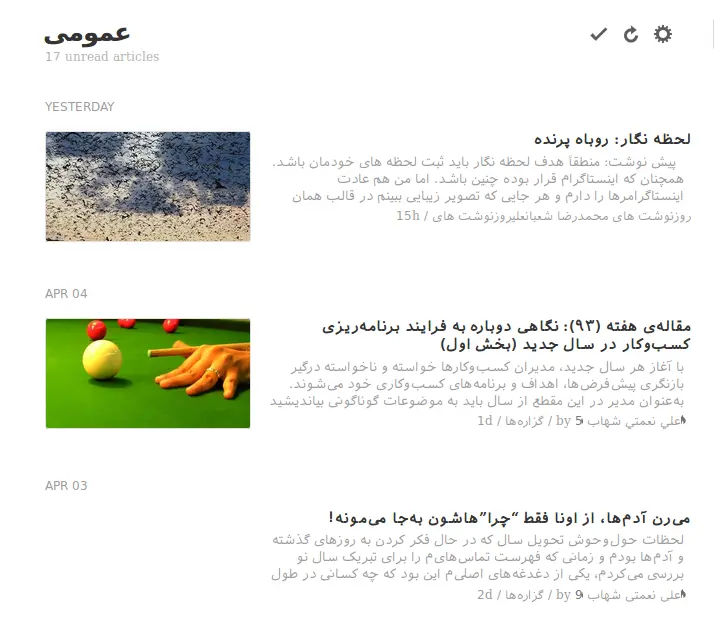 عمومی
17 unread articles
YESTERDAY
لحظه نگار: روباه پرنده
پیش نوشت: منطقاً هدف لحظه نگار باید ثبت لحظه های خودمان باشد.
همچنان که اینستاگرام قرار بوده چنین باشد. اما من هم عادت
اینستاگرامرها را دارم و هر جایی که تصویر زیبایی ببینم در قالب همان
روزنوشت های محمدرضا شعبانعلیروزنوشت های / 15h
APR 04
مقاله‌ی هفته (۹۳): نگاهی دوباره به فرایند برنامه‌ریزی
کسب‌وکار در سال جدید (بخش اول)
با آغاز هر سال جدید، مدیران کسب‌وکارها خواسته و ناخواسته درگیر
بازنگری پیش‌فرض‌ها، اهداف و برنامه‌های کسب‌وکاری خود می‌شوند.
به‌عنوان مدیر در این مقطع از سال باید به موضوعات گوناگونی بیاندیشید
5 علي نعمتي شهاب by / گزاره‌ها / 1d
APR 03
می‌رن آدم‌ها، از اونا فقط “چرا”هاشون به‌جا می‌مونه!
لحظات حول‌وحوش تحویل سال که در حال فکر کردن به روزهای گذشته
و آدم‌ها بودم و زمانی که فهرست تماس‌های‌م را برای تبریک سال نو
بررسی می‌کردم، یکی از دغدغه‌های اصلی‌م این بود که چه کسانی در طول
9 علي نعمتي شهاب by / گزاره‌ها / 2d